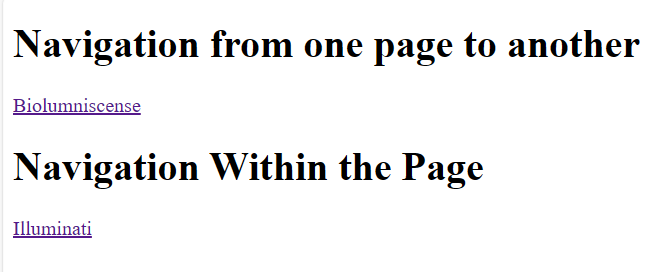 Navigation from one page to another
Biolumniscense
Navigation Within the Page
Illuminati